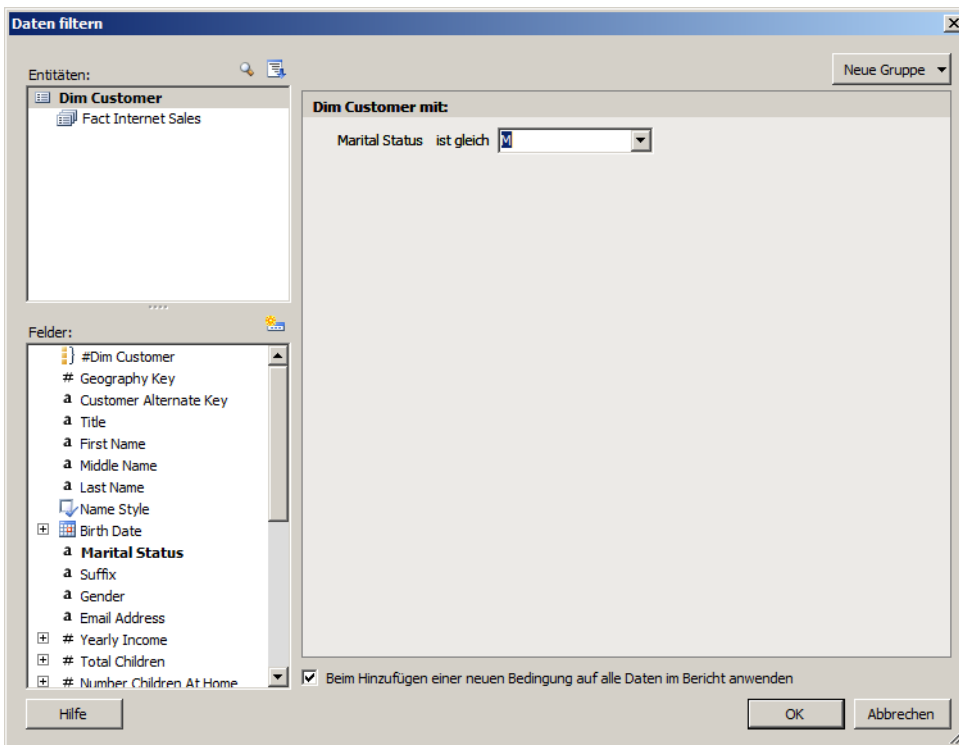 Daten filtern
Entitäten:
Dim Customer
Fact Internet Sales
Neue Gruppe
Dim Customer mit:
Marital Status ist gleich M
Felder:
#Dim Customer
# Geography Key
a Customer Alternate Key
a Title
a First Name
a Middle Name
a Last Name
Name Style
Birth Date
a Marital Status
a Suffix
a Gender
a Email Address
# Yearly Income
# Total Children
# Number Children At Home
Beim Hinzufügen einer neuen Bedingung auf alle Daten im Bericht anwenden
Hilfe
OK
Abbrechen